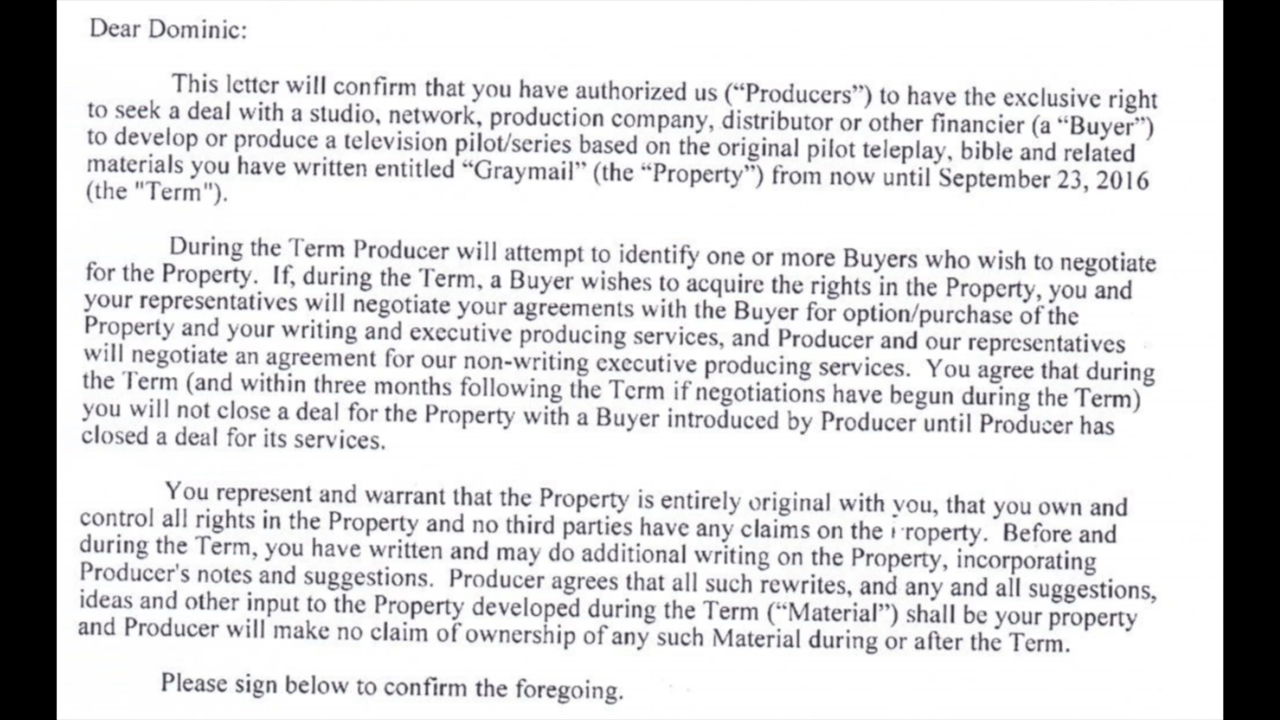 Dear Dominic:
This letter will confirm that you have authorized us (“Producers”) to have the exclusive right
to seek a deal with a studio, network, production company, distributor or other financier (a “Buyer”)
to develop or produce a television pilot/series based on the original pilot teleplay, bible and related
materials you have written entitled “Graymail” (the “Property”) from now until September 23, 2016
(the "Term").
During the Term Producer will attempt to identify one or more Buyers who wish to negotiate
for the Property. If, during the Term, a Buyer wishes to acquire the rights in the Property, you and
your representatives will negotiate your agreements with the Buyer for option/purchase of the
Property and your writing and executive producing services, and Producer and our representatives
will negotiate an agreement for our non-writing executive producing services. You agree that during
the Term (and within three months following the Term if negotiations have begun during the Term)
you will not close a deal for the Property with a Buyer introduced by Producer until Producer has
closed a deal for its services.
You represent and warrant that the Property is entirely original with you, that you own and
control all rights in the Property and no third parties have any claims on the Property. Before and
during the Term, you have written and may do additional writing on the Property, incorporating
Producer's notes and suggestions. Producer agrees that all such rewrites, and any and all suggestions,
ideas and other input to the Property developed during the Term (“Material”) shall be your property
and Producer will make no claim of ownership of any such Material during or after the Term.
Please sign below to confirm the foregoing.